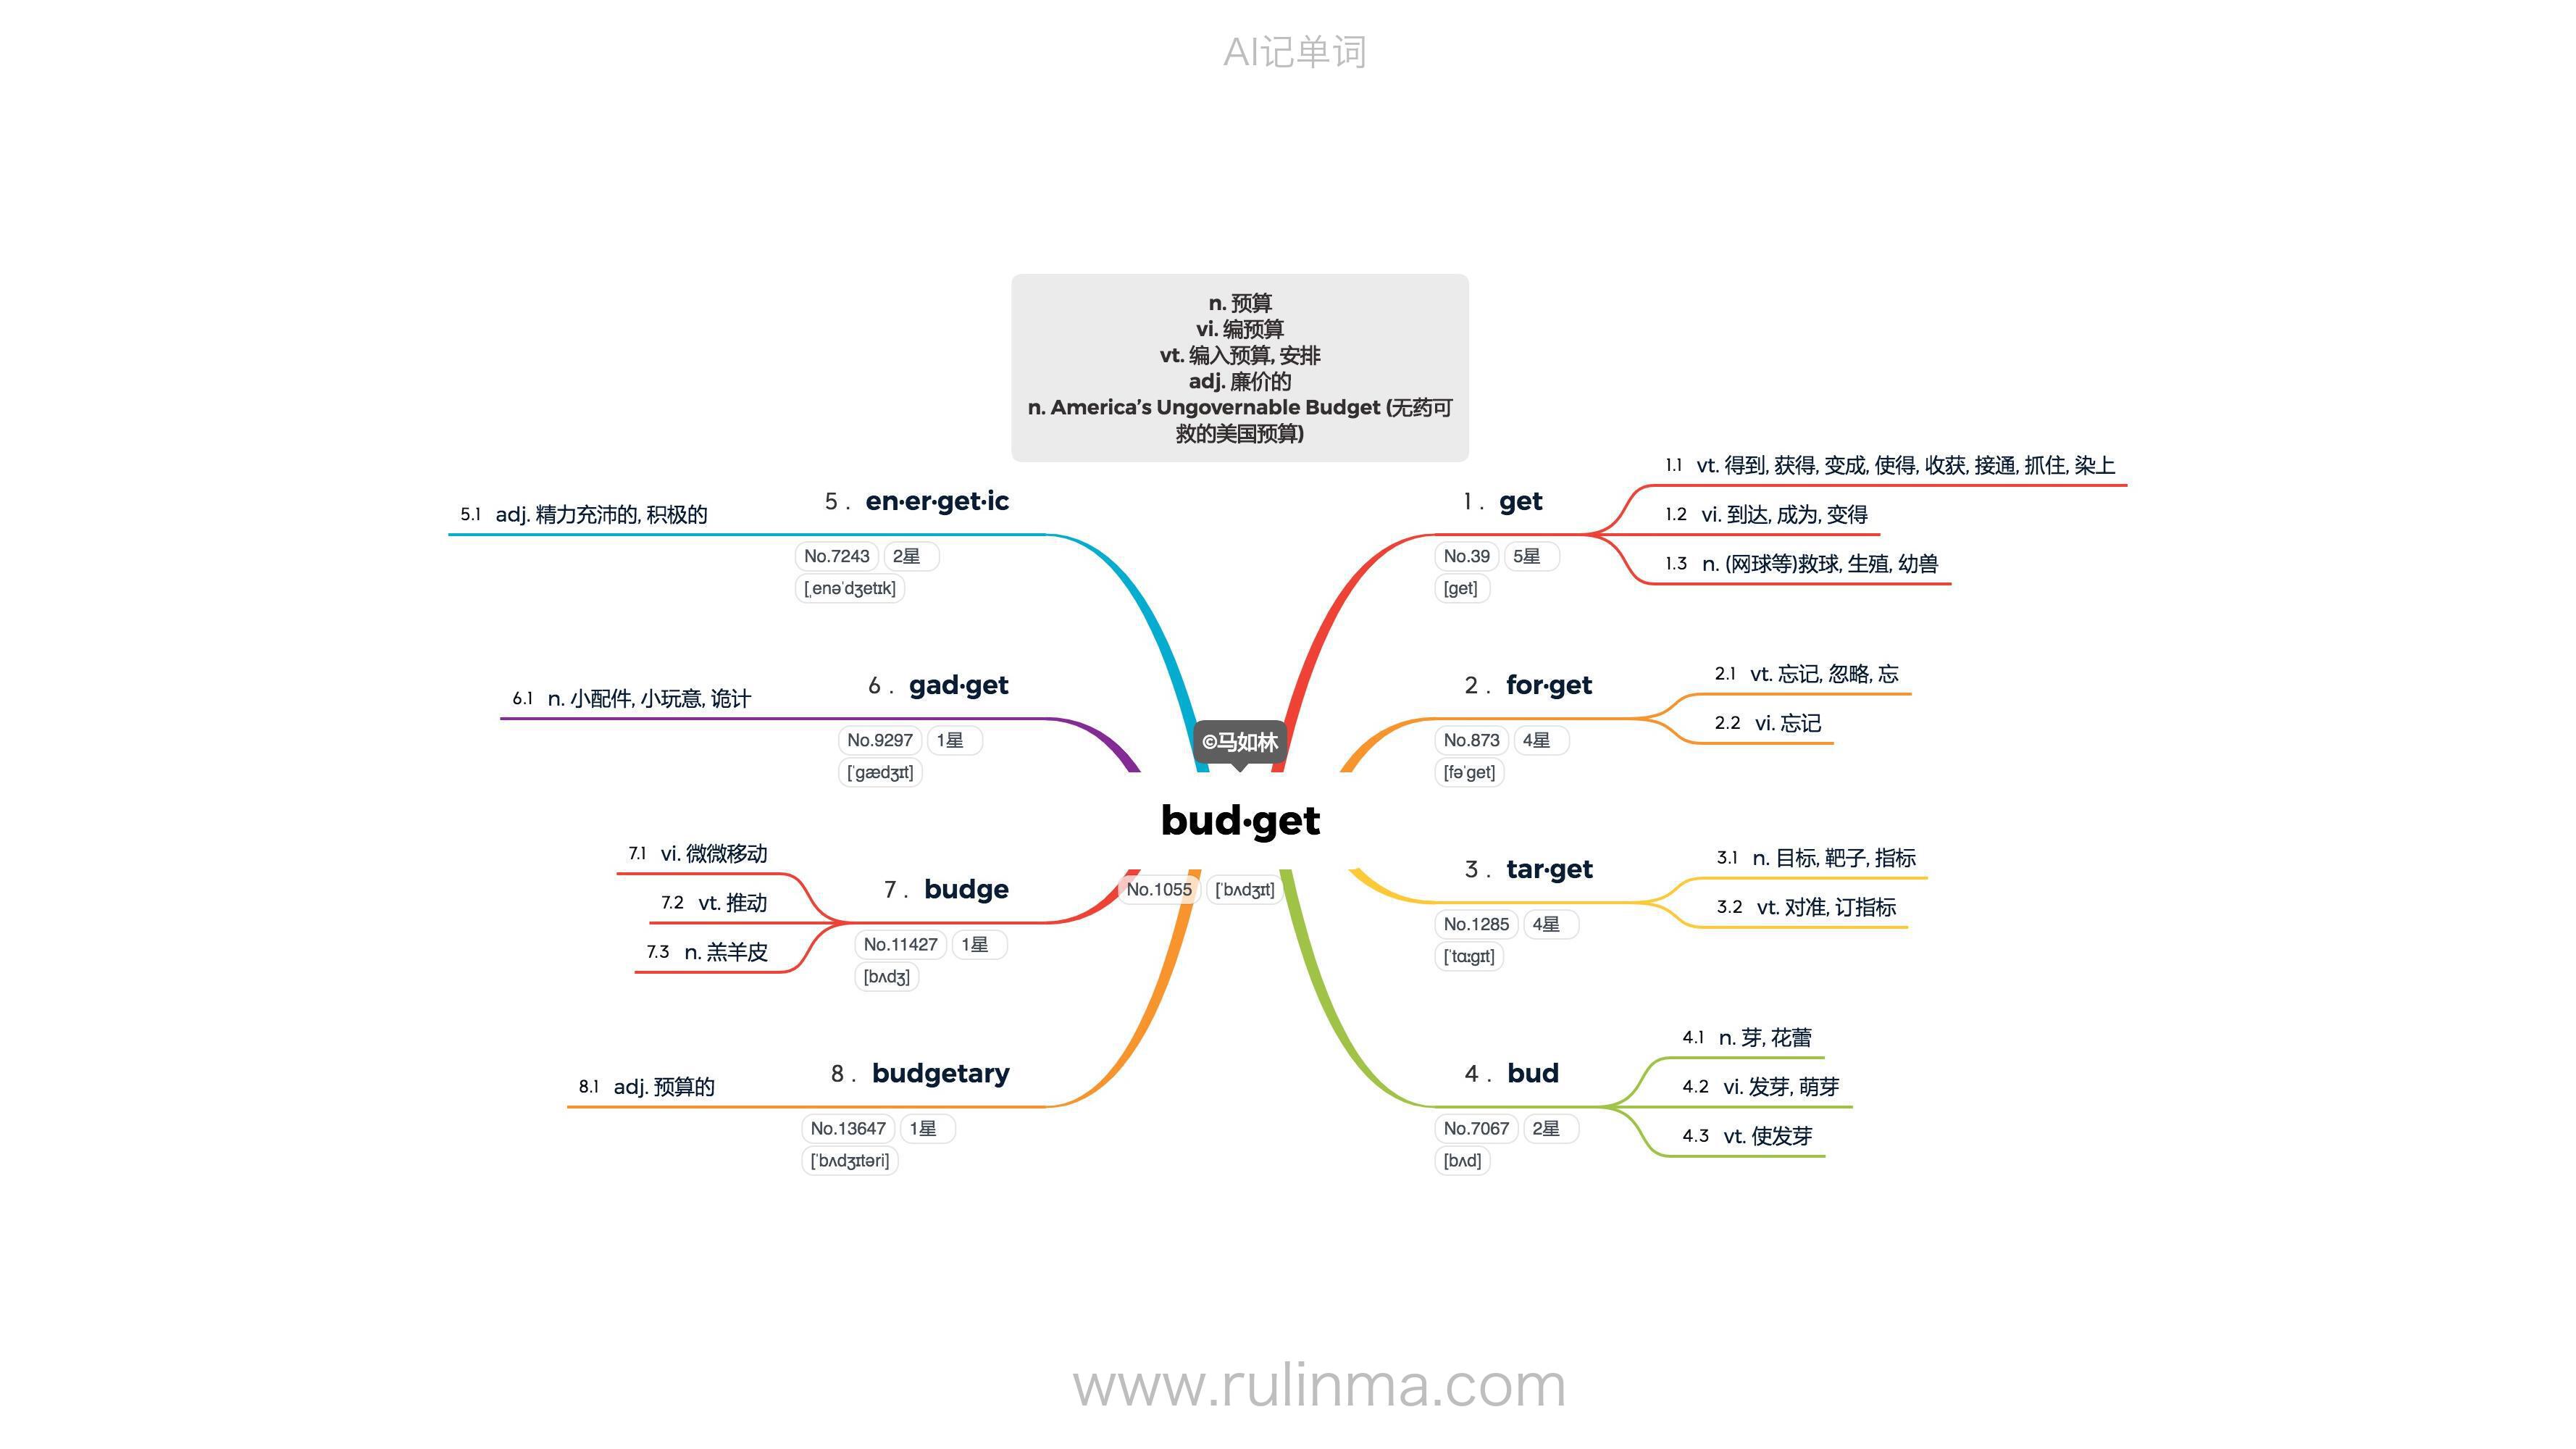 AI记单词
n. 预算
vi. 编预算
vt. 编入预算, 安排
adj. 廉价的
n. America’s Ungovernable Budget (无药可
救的美国预算)
©马如林
bud·get
No.1055 [ˈbʌdʒɪt]
1 . get
No.39 5星
[get]
1.1 vt. 得到, 获得, 变成, 使得, 收获, 接通, 抓住, 染上
1.2 vi. 到达, 成为, 变得
1.3 n. (网球等)救球, 生殖, 幼兽
2 . for·get
No.873 4星
[fəˈget]
2.1 vt. 忘记, 忽略, 忘
2.2 vi. 忘记
3 . tar·get
No.1285 4星
[ˈtɑːgɪt]
3.1 n. 目标, 靶子, 指标
3.2 vt. 对准, 订指标
4 . bud
No.7067 2星
[bʌd]
4.1 n. 芽, 花蕾
4.2 vi. 发芽, 萌芽
4.3 vt. 使发芽
5 . en·er·get·ic
No.7243 2星
[ˌenəˈdʒetɪk]
5.1 adj. 精力充沛的, 积极的
6 . gad·get
No.9297 1星
[ˈgædʒɪt]
6.1 n. 小配件, 小玩意, 诡计
7 . budge
No.11427 1星
[bʌdʒ]
7.1 vi. 微微移动
7.2 vt. 推动
7.3 n. 羔羊皮
8 . budgetary
No.13647 1星
[ˈbʌdʒɪtəri]
8.1 adj. 预算的
www.rulinma.com